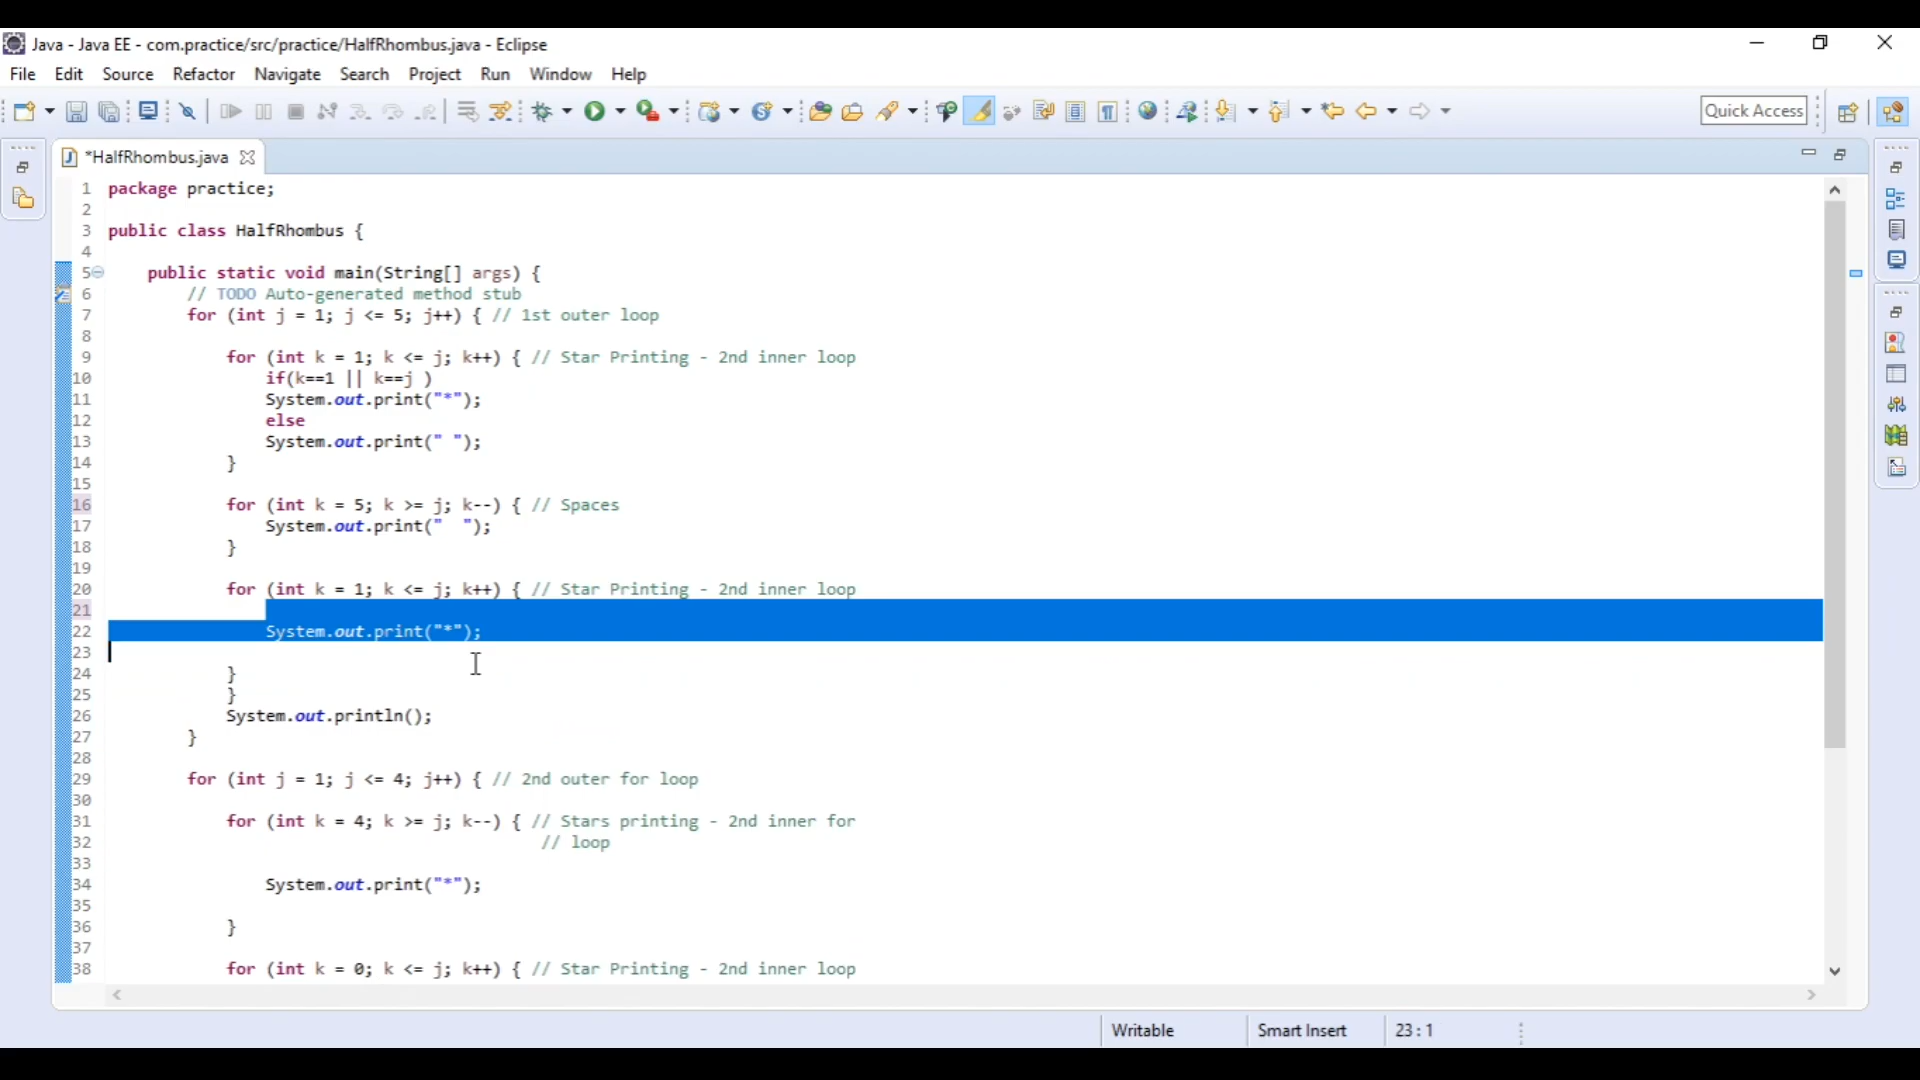 Java - Java EE - com.practice/src/practice/HalfRhombus.java - Eclipse
File Edit Source Refactor Navigate Search Project Run Window Help
Quick Access
*HalfRhombus.java
1 package practice;
2
3 public class HalfRhombus {
4
5 public static void main(String[] args) {
6 // TODO Auto-generated method stub
7 for (int j = 1; j <= 5; j++) { // 1st outer loop
8
9 for (int k = 1; k <= j; k++) { // Star Printing - 2nd inner loop
10 if(k==1 || k==j )
11 System.out.print("*");
12 else
13 System.out.print(" ");
14 }
15
16 for (int k = 5; k >= j; k--) { // Spaces
17 System.out.print("  ");
18 }
19
20 for (int k = 1; k <= j; k++) { // Star Printing - 2nd inner loop
21
22 System.out.print("*");
23
24 }
25 }
26 System.out.println();
27 }
28
29 for (int j = 1; j <= 4; j++) { // 2nd outer for loop
30
31 for (int k = 4; k >= j; k--) { // Stars printing - 2nd inner for
32 // loop
33
34 System.out.print("*");
35
36 }
37
38 for (int k = 0; k <= j; k++) { // Star Printing - 2nd inner loop
Writable Smart Insert 23 : 1